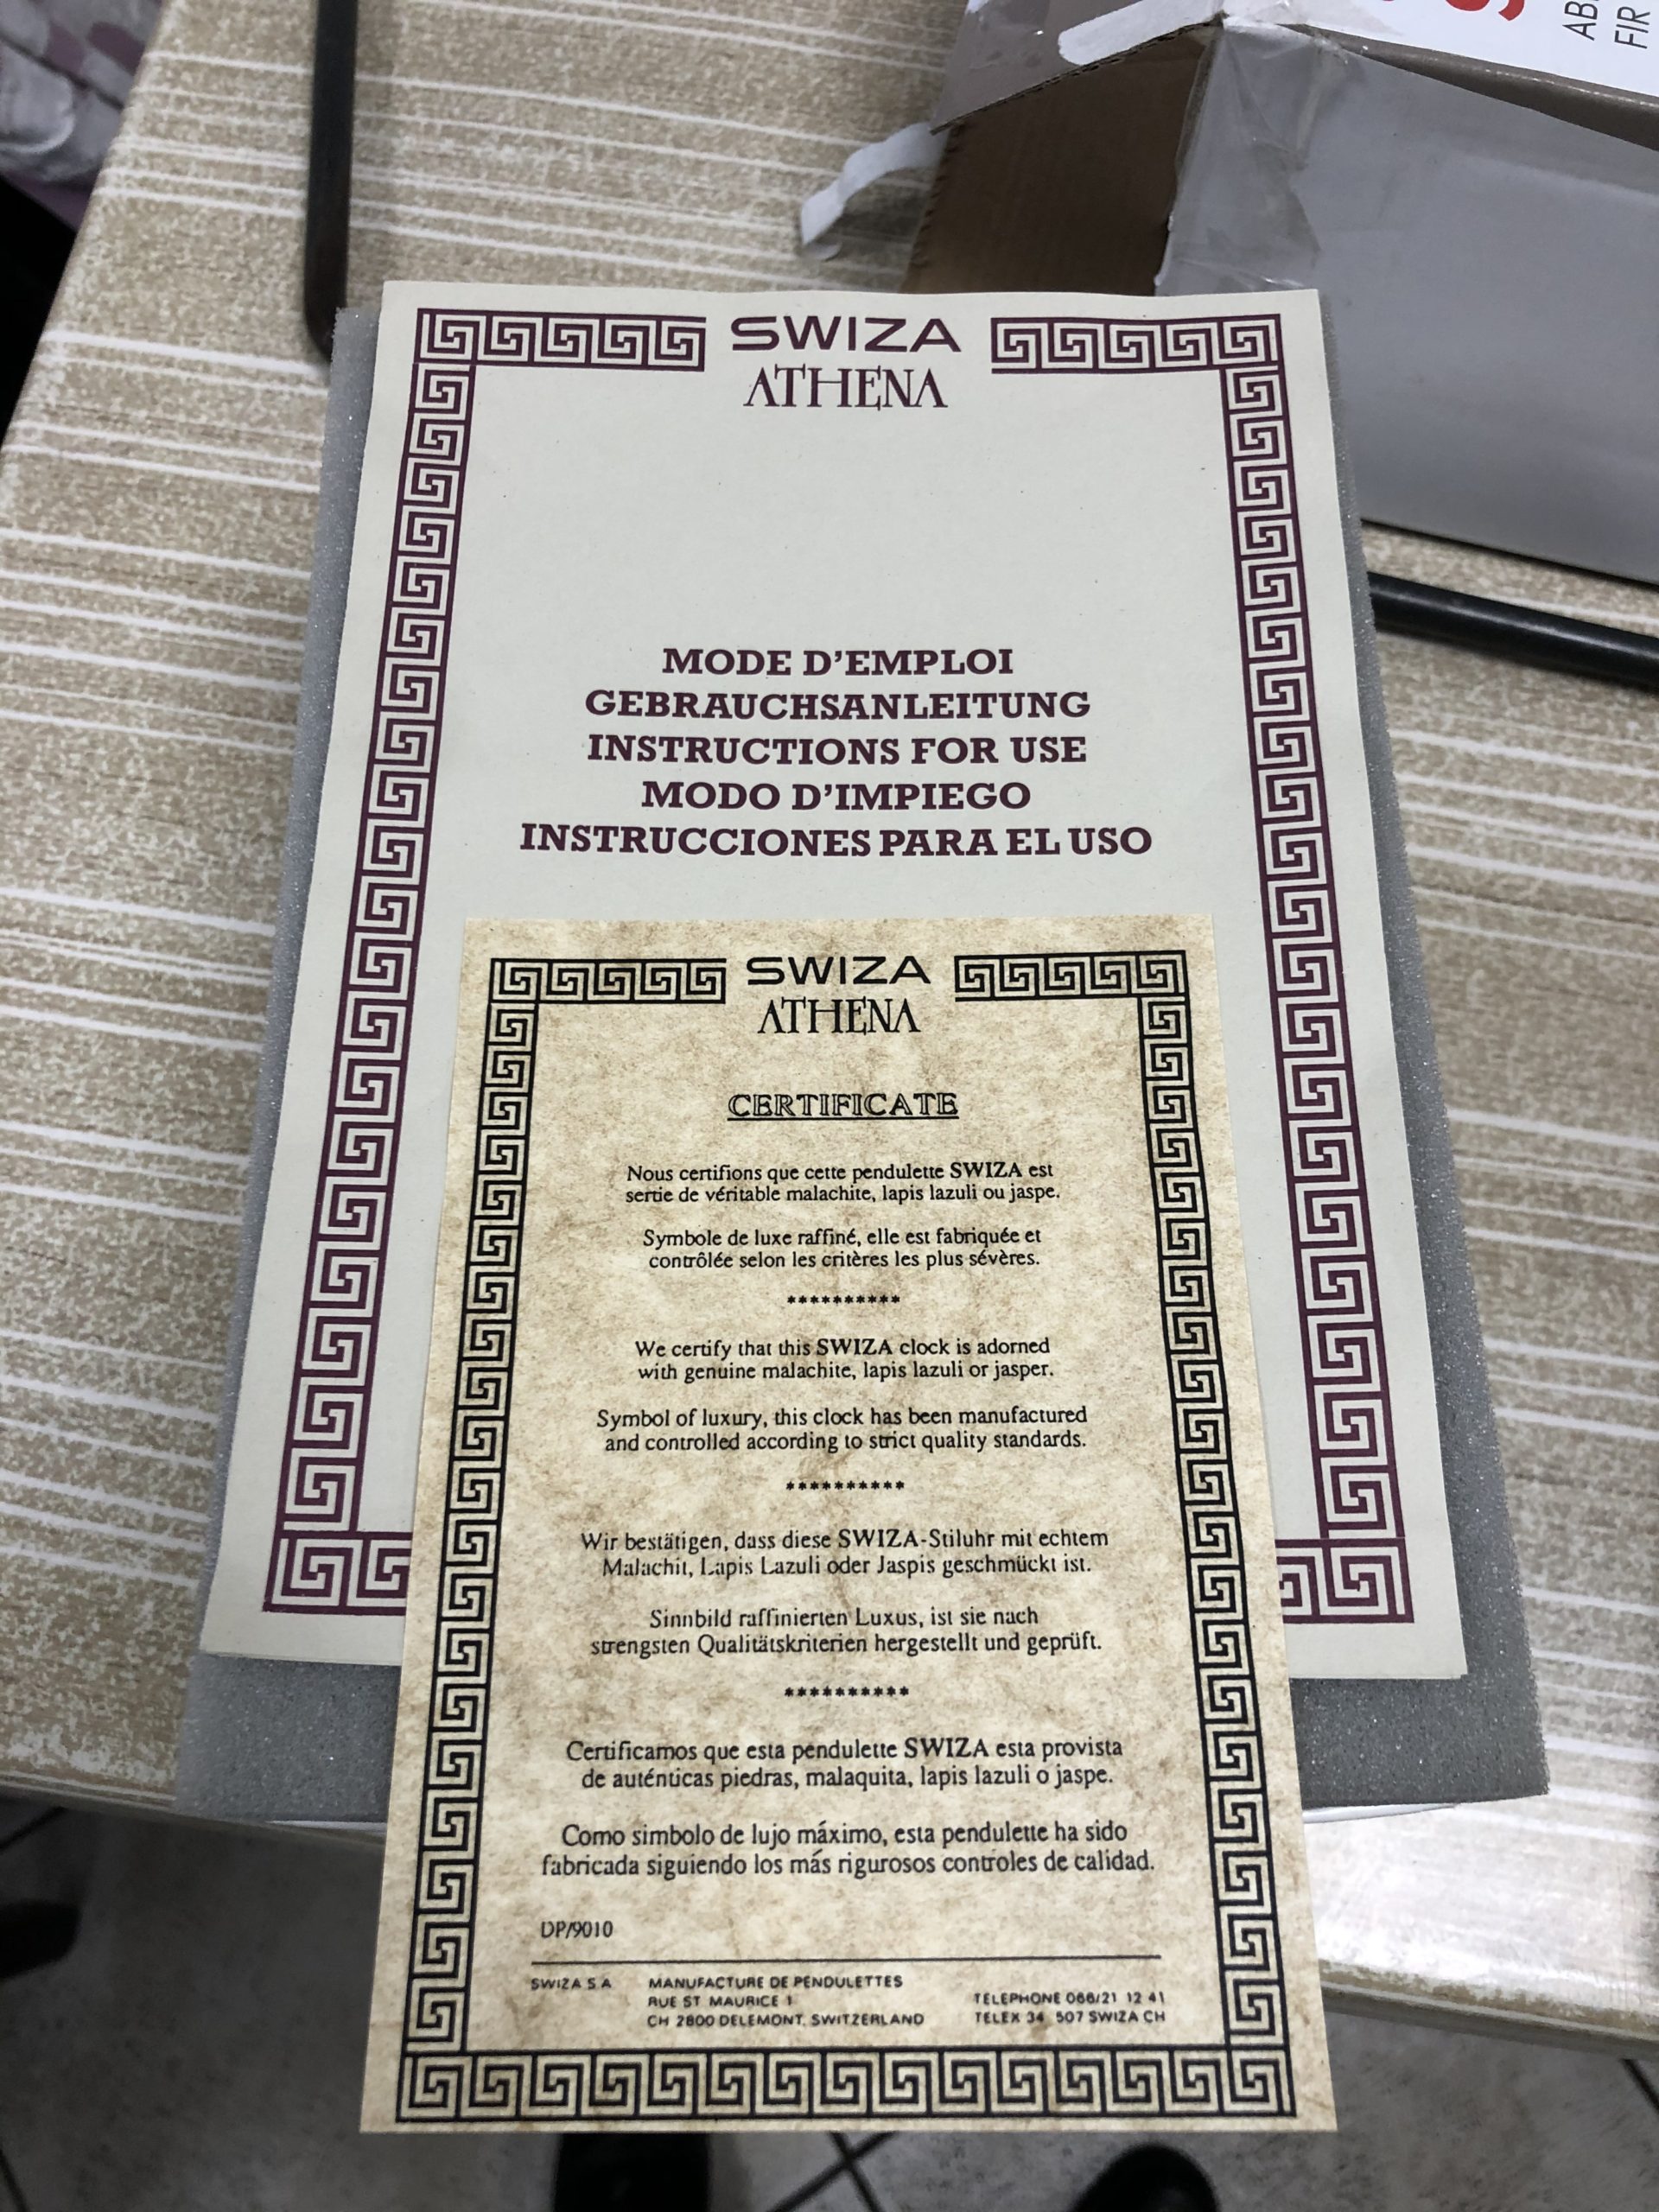 ABI
FIR
SWIZA
ATHENA
MODE D'EMPLOI
GEBRAUCHSANLEITUNG
INSTRUCTIONS FOR USE
MODO D'IMPIEGO
INSTRUCCIONES PARA EL USO
SWIZA
ATHENA
CERTIFICATE
Nous certifions que cette pendulette SWIZA est
sertie de véritable malachite, lapis lazuli ou jaspe.
Symbole de luxe raffiné, elle est fabriquée et
contrôlée selon les critères les plus sévères.
**********
We certify that this SWIZA clock is adorned
with genuine malachite, lapis lazuli or jasper.
Symbol of luxury, this clock has been manufactured
and controlled according to strict quality standards.
**********
Wir bestätigen, dass diese SWIZA-Stiluhr mit echtem
Malachit, Lapis Lazuli oder Jaspis geschmückt ist.
Sinnbild raffinierten Luxus, ist sie nach
strengsten Qualitätskriterien hergestellt und geprüft.
**********
Certificamos que esta pendulette SWIZA esta provista
de auténticas piedras, malaquita, lapis lazuli o jaspe.
Como simbolo de lujo máximo, esta pendulette ha sido
fabricada siguiendo los más rigurosos controles de calidad.
DP/9010
SWIZA S.A. MANUFACTURE DE PENDULETTES
RUE ST MAURICE 1 TELEPHONE 066/21 12 41
CH 2800 DELEMONT, SWITZERLAND TELEX 34 507 SWIZA CH